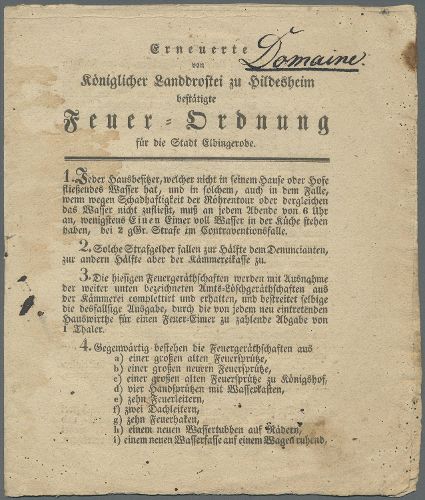 Erneuerte
Domaine.
von
Königlicher Landdrostei zu Hildesheim
bestätigte
Feuer-Ordnung
für die Stadt Elbingerode.
1. Jeder Hausbesitzer, welcher nicht in seinem Hause oder Hofe
fließendes Wasser hat, und in solchem, auch in dem Falle,
wenn wegen Schadhaftigkeit der Röhrentour oder dergleichen
das Wasser nicht zufließt, muß an jedem Abende von 6 Uhr
an, wenigstens Einen Eimer voll Wasser in der Küche stehen
haben, bei 2 gGr. Strafe im Contraventionsfalle.
2. Solche Strafgelder fallen zur Hälfte dem Denuncianten,
zur andern Hälfte aber der Kämmereikasse zu.
3. Die hiesigen Feuergeräthschaften werden mit Ausnahme
der weiter unten bezeichneten Amts-Löschgeräthschaften aus
der Kämmerei complettirt und erhalten, und bestreitet selbige
die desfallsige Ausgabe, durch die von jedem neu eintretenden
Hauswirthe für einen Feuer-Eimer zu zahlende Abgabe von
1 Thaler.
4. Gegenwärtig bestehen die Feuergeräthschaften aus
a) einer großen alten Feuersprütze,
b) einer großen neuern Feuersprütze,
c) einer großen alten Feuersprütze zu Königshof,
d) vier Handsprützen mit Wasserkasten,
e) zehn Feuerleitern,
f) zwei Dachleitern,
g) zehn Feuerhaken,
h) einem neuen Wassertubben auf Rädern,
i) einem neuen Wasserfasse auf einem Wagen ruhend,